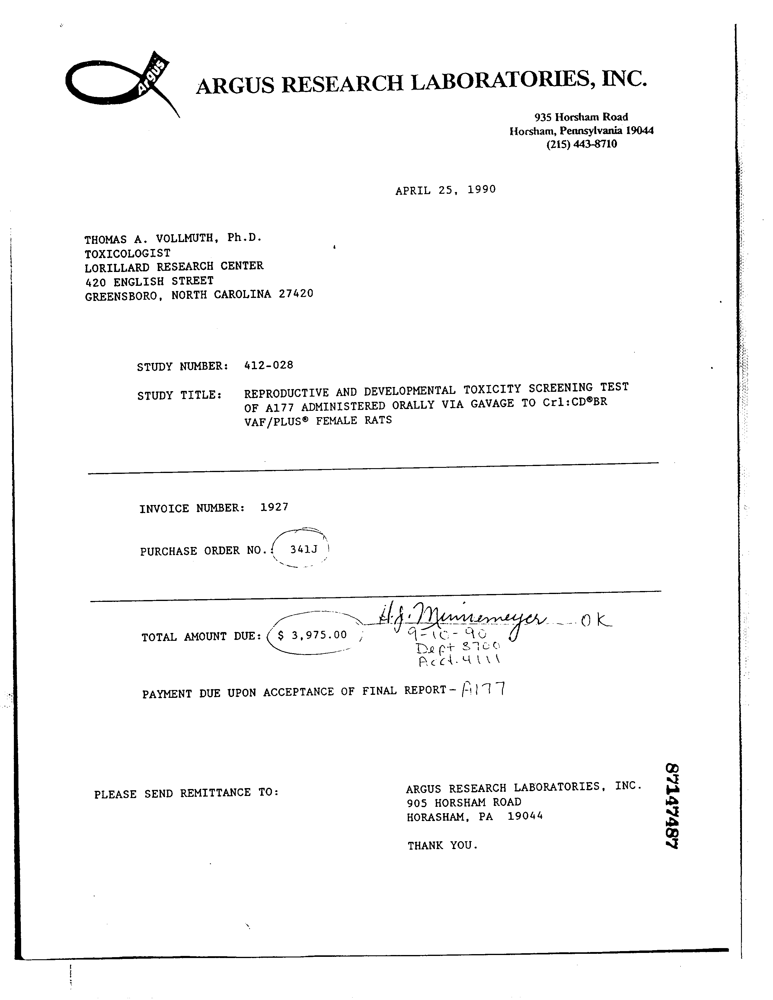 Argus
ARGUS RESEARCH LABORATORIES, INC.
935 Horsham Road
Horsham, Pennsylvania 19044
(215) 443-8710
APRIL 25, 1990
THOMAS A. VOLLMUTH, Ph.D.
TOXICOLOGIST
LORILLARD RESEARCH CENTER
420 ENGLISH STREET
GREENSBORO, NORTH CAROLINA 27420
STUDY NUMBER: 412-028
STUDY TITLE: REPRODUCTIVE AND DEVELOPMENTAL TOXICITY SCREENING TEST
OF A177 ADMINISTERED ORALLY VIA GAVAGE TO Crl:CD®BR
VAF/PLUS® FEMALE RATS
INVOICE NUMBER: 1927
PURCHASE ORDER NO.: 341J
H.J. Minnemeyer OK
TOTAL AMOUNT DUE: $ 3,975.00
9-10-90
Dept 8700
Acct. 4111
PAYMENT DUE UPON ACCEPTANCE OF FINAL REPORT - A177
PLEASE SEND REMITTANCE TO:
ARGUS RESEARCH LABORATORIES, INC.
905 HORSHAM ROAD
HORASHAM, PA 19044
THANK YOU.
87147487